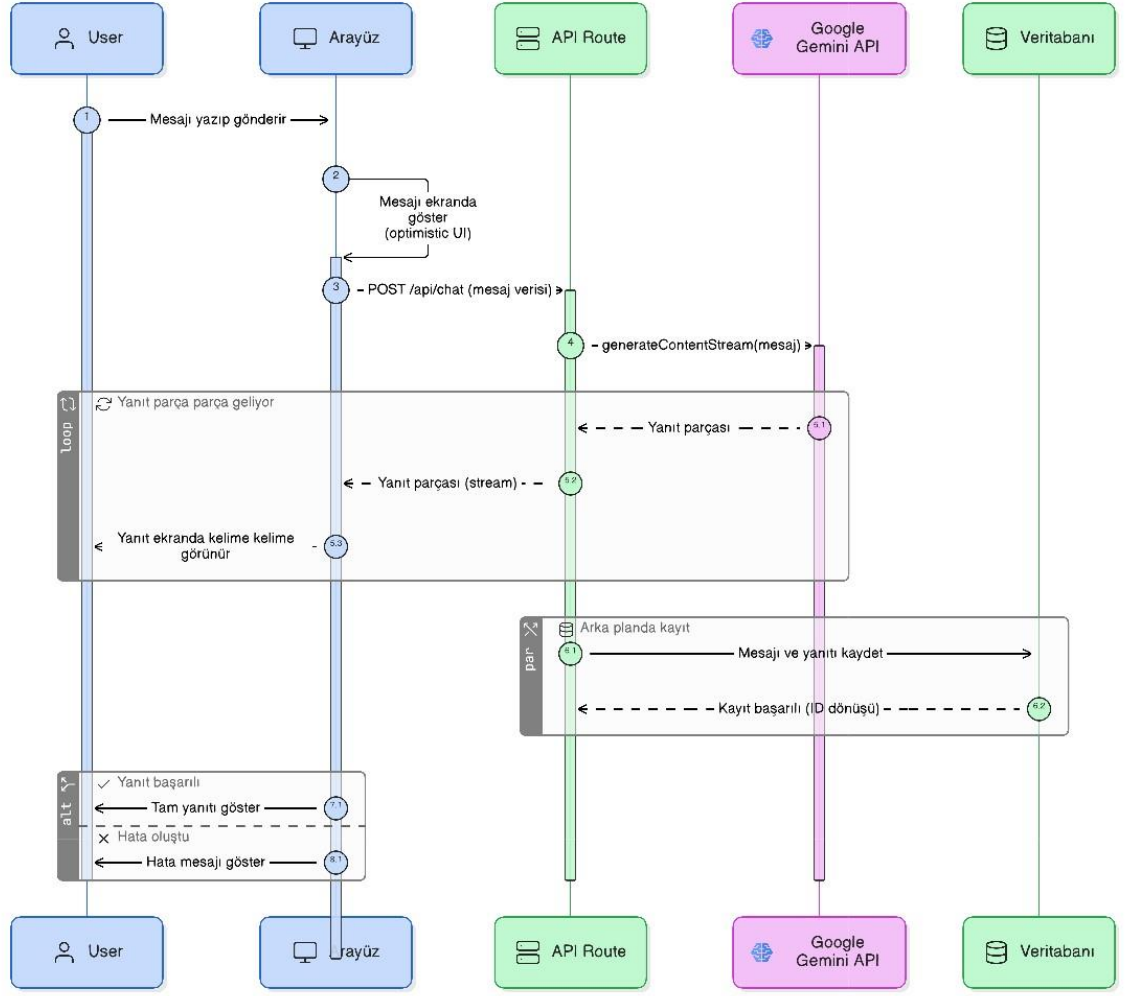 User
Arayüz
API Route
Google
Gemini API
Veritabanı
1
Mesajı yazıp gönderir
2
Mesajı ekranda
göster
(optimistic UI)
3
POST /api/chat (mesaj verisi)
4
generateContentStream(mesaj)
loop
Yanıt parça parça geliyor
Yanıt parçası
5.1
Yanıt parçası (stream)
5.2
Yanıt ekranda kelime kelime
görünür
5.3
par
Arka planda kayıt
6.1
Mesajı ve yanıtı kaydet
Kayıt başarılı (ID dönüşü)
6.2
alt
Yanıt başarılı
Tam yanıtı göster
7.1
Hata oluştu
Hata mesajı göster
8.1
User
Arayüz
API Route
Google
Gemini API
Veritabanı